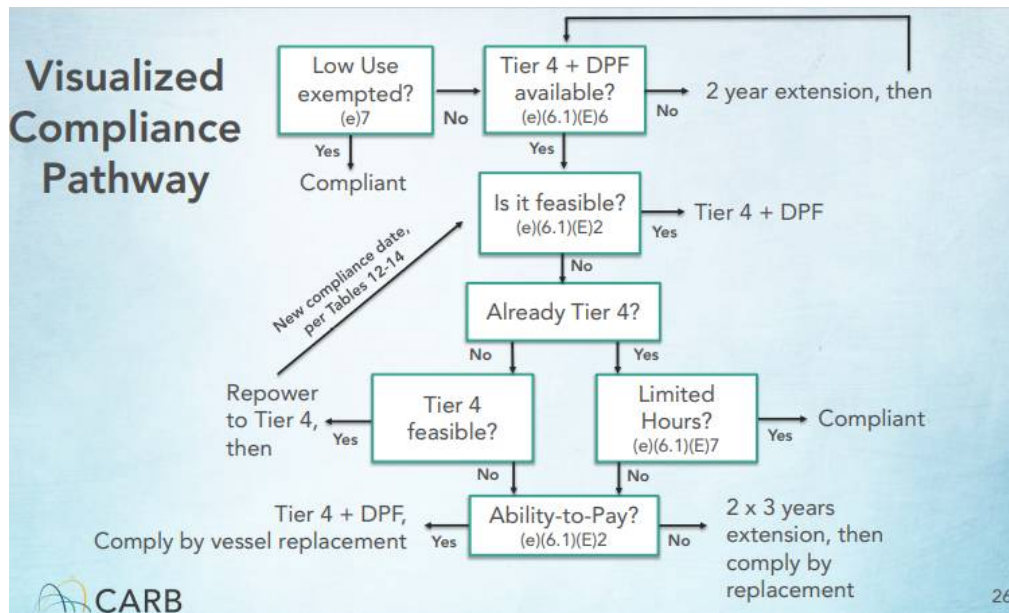 Visualized
Compliance
Pathway
Low Use
exempted?
(e)7
No
Yes
Compliant
Tier 4 + DPF
available?
(e)(6.1)(E)6
No
2 year extension, then
Yes
Is it feasible?
(e)(6.1)(E)2
Yes
Tier 4 + DPF
No
New compliance date,
per Tables 12-14
Already Tier 4?
No
Yes
Repower
to Tier 4,
then
Yes
Tier 4
feasible?
No
Limited
Hours?
(e)(6.1)(E)7
Yes
Compliant
No
Tier 4 + DPF,
Comply by vessel replacement
Yes
Ability-to-Pay?
(e)(6.1)(E)2
No
2 x 3 years
extension, then
comply by
replacement
CARB
26